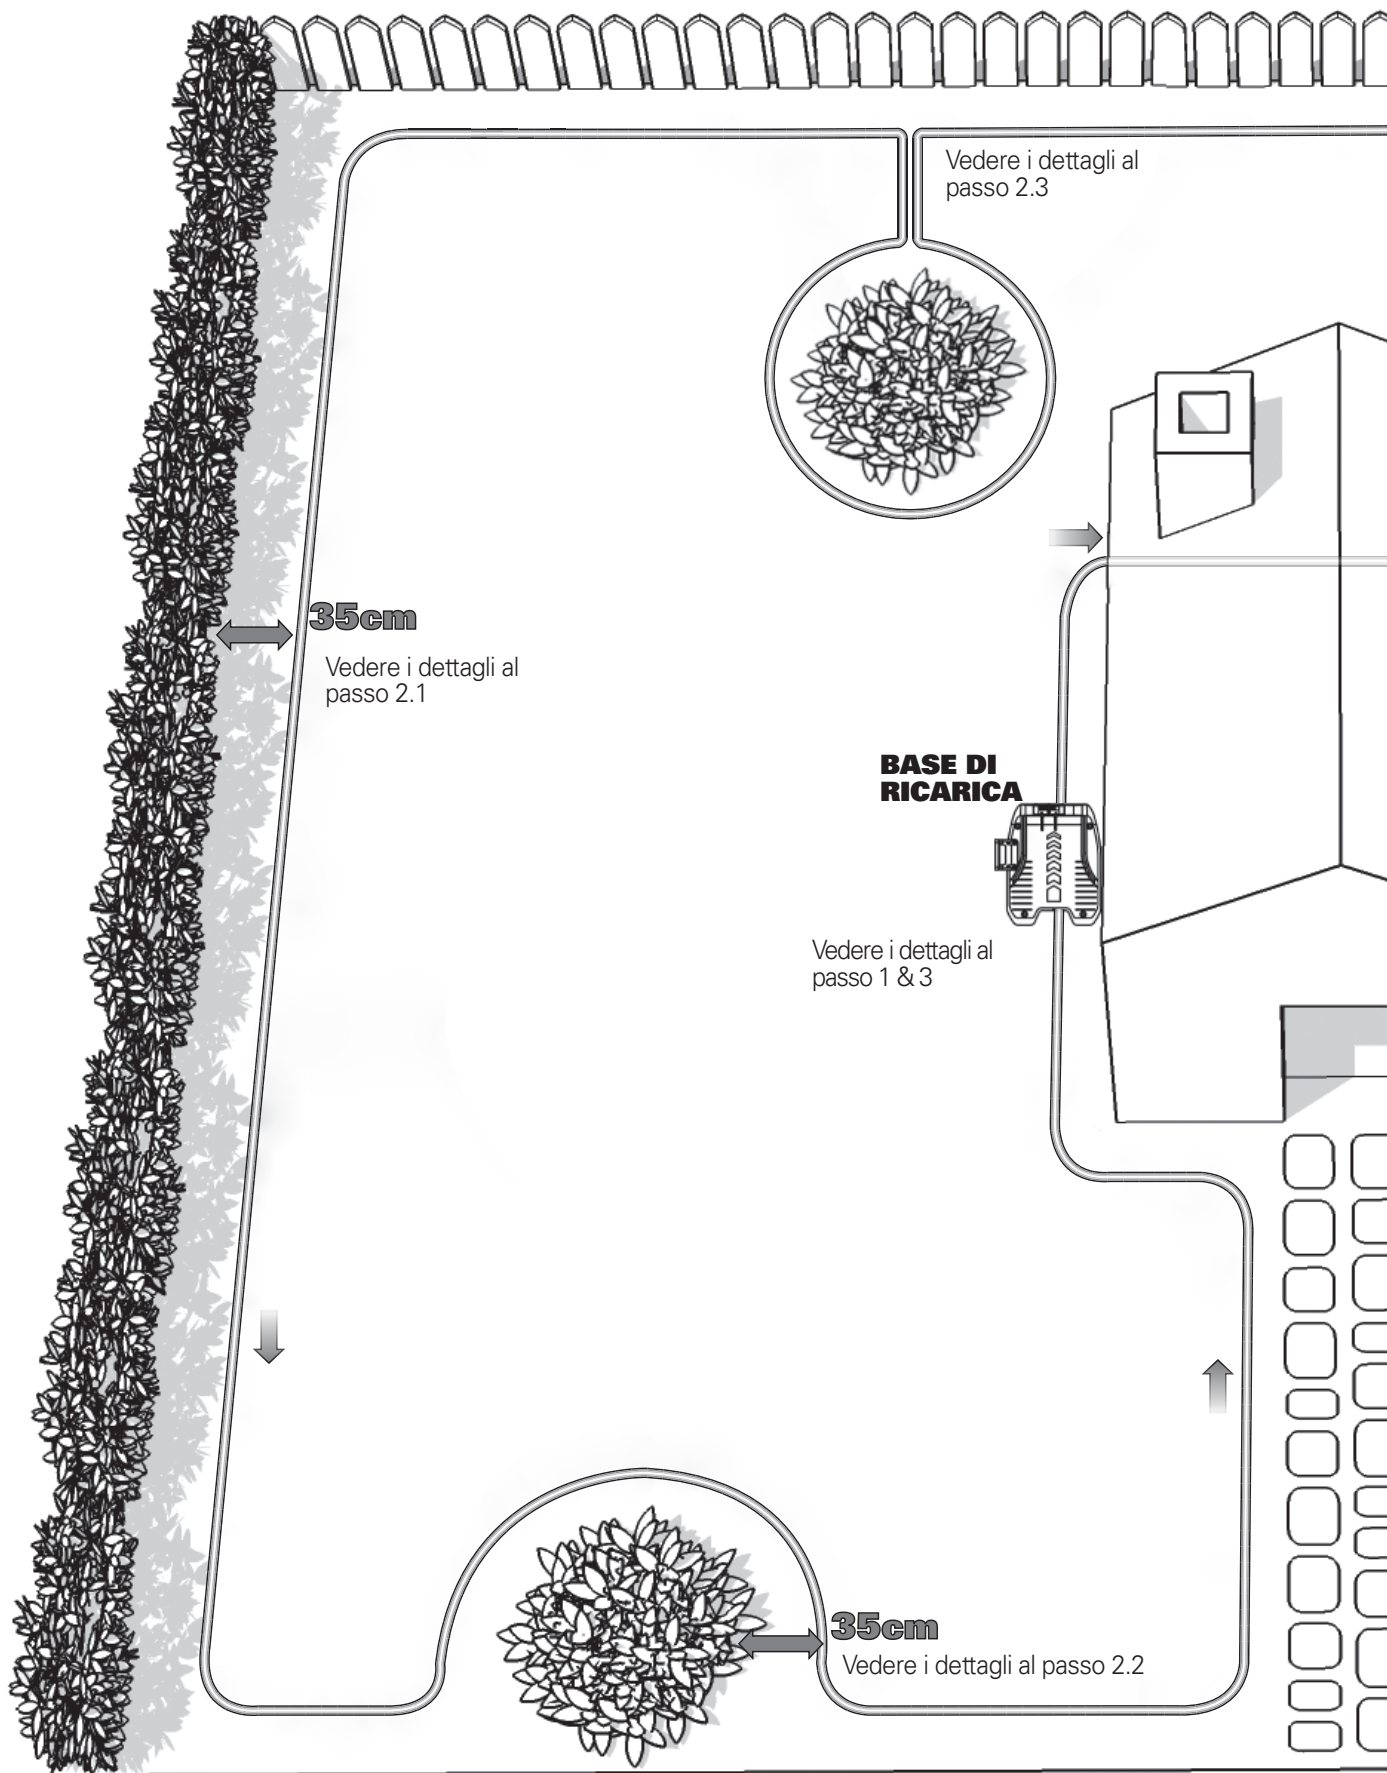 Vedere i dettagli al
passo 2.3
35cm
Vedere i dettagli al
passo 2.1
BASE DI
RICARICA
Vedere i dettagli al
passo 1 & 3
35cm
Vedere i dettagli al passo 2.2